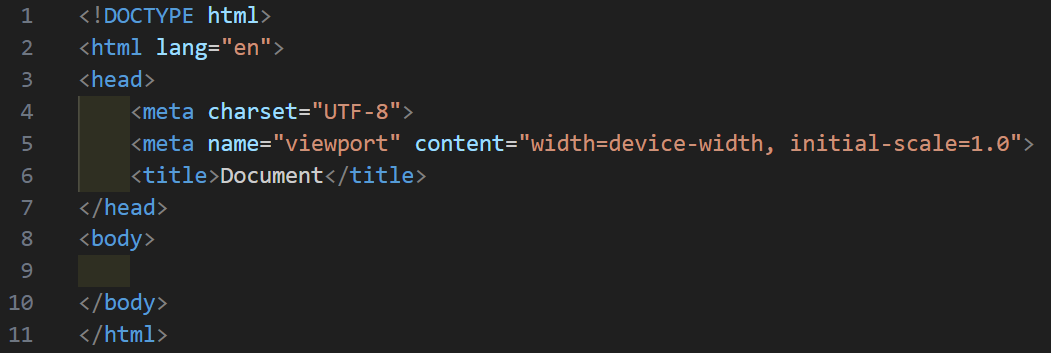 1 <!DOCTYPE html>
2 <html lang="en">
3 <head>
4     <meta charset="UTF-8">
5     <meta name="viewport" content="width=device-width, initial-scale=1.0">
6     <title>Document</title>
7 </head>
8 <body>
9
10 </body>
11 </html>